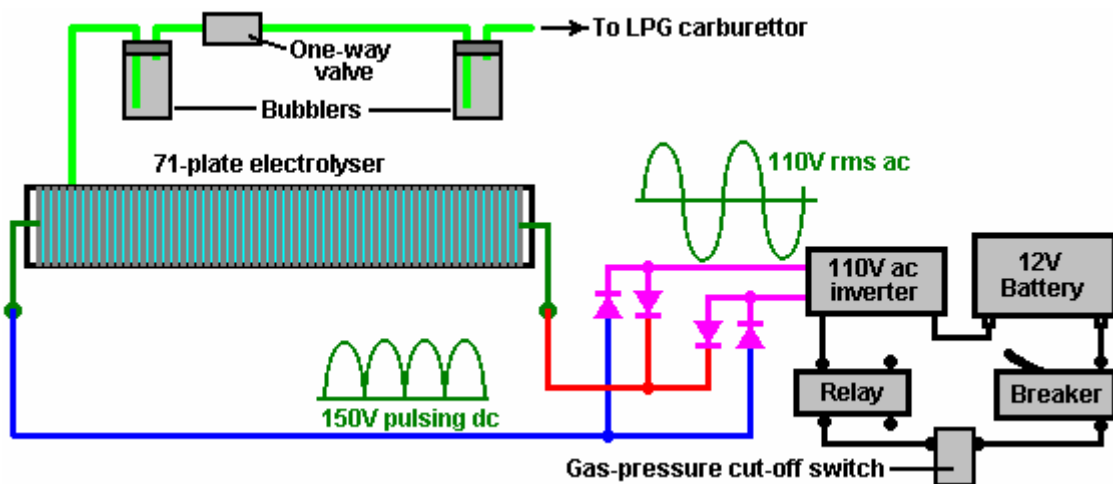 To LPG carburettor
One-way
valve
Bubblers
71-plate electrolyser
110V rms ac
110V ac
inverter
12V
Battery
150V pulsing dc
Relay
Breaker
Gas-pressure cut-off switch